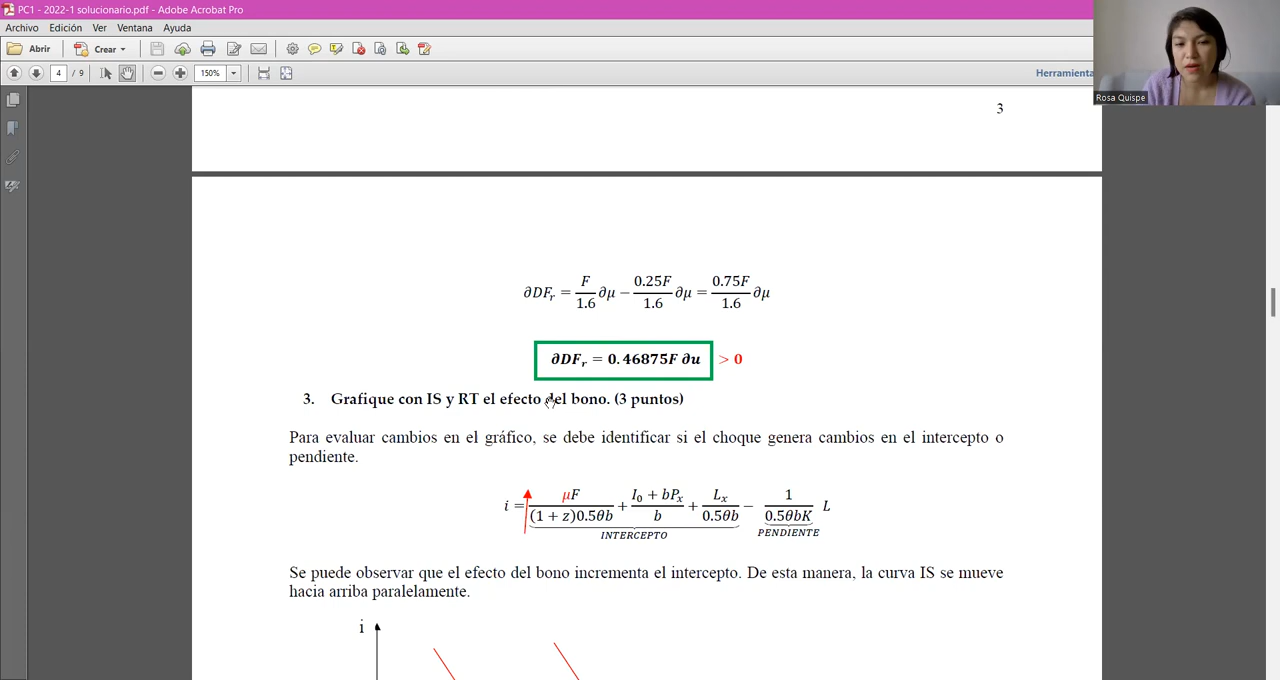 PC1 - 2022-1 solucionario.pdf - Adobe Acrobat Pro
Archivo Edición Ver Ventana Ayuda
Abrir Crear
4 / 9 150% Herramienta
Rosa Quispe
3
∂DFᵣ = F/1.6 ∂μ − 0.25F/1.6 ∂μ = 0.75F/1.6 ∂μ
∂DFᵣ = 0.46875F ∂u > 0
3. Grafique con IS y RT el efecto del bono. (3 puntos)
Para evaluar cambios en el gráfico, se debe identificar si el choque genera cambios en el intercepto o
pendiente.
i = μF/((1 + z)0.5θb) + (I₀ + bPₓ)/b + Lₓ/(0.5θb) − 1/(0.5θbK) L
INTERCEPTO PENDIENTE
Se puede observar que el efecto del bono incrementa el intercepto. De esta manera, la curva IS se mueve
hacia arriba paralelamente.
i